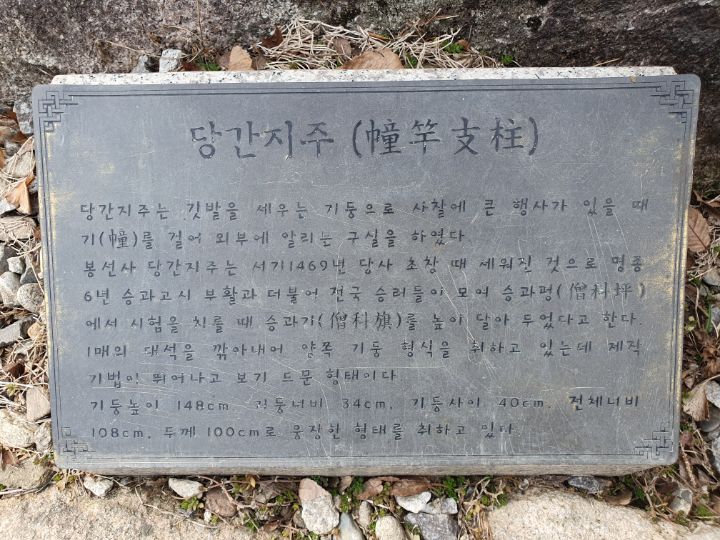 당간지주 (幢竿支柱)
당간지주는 깃발을 세우는 기둥으로 사찰에 큰 행사가 있을 때
기(幢)를 걸어 외부에 알리는 구실을 하였다
봉선사 당간지주는 서기1469년 당사 초창 때 세워진 것으로 명종
6년 승과고시 부활과 더불어 전국 승려들이 모여 승과평(僧科坪)
에서 시험을 치를 때 승과기(僧科旗)를 높이 달아 두었다고 한다.
1매의 대석을 깎아내어 양쪽 기둥 형식을 취하고 있는데 제작
기법이 뛰어나고 보기 드문 형태이다
기둥높이 148cm, 기둥너비 34cm, 기둥사이 40cm, 전체너비
108cm, 두께 100cm로 웅장한 형태를 취하고 있다